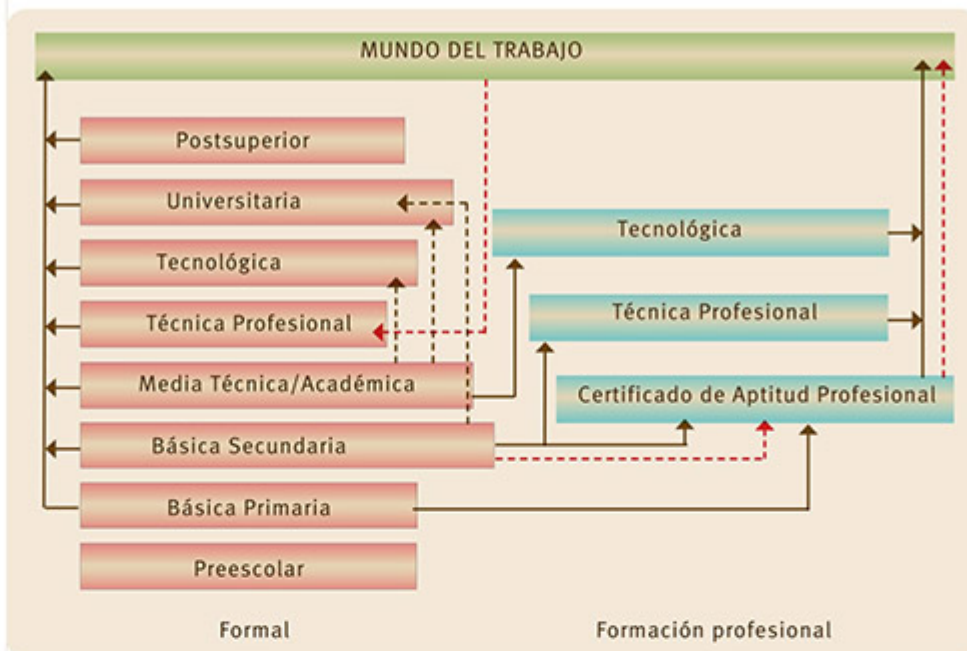 MUNDO DEL TRABAJO
Postsuperior
Universitaria
Tecnológica
Técnica Profesional
Media Técnica/Académica
Básica Secundaria
Básica Primaria
Preescolar
Formal
Tecnológica
Técnica Profesional
Certificado de Aptitud Profesional
Formación profesional